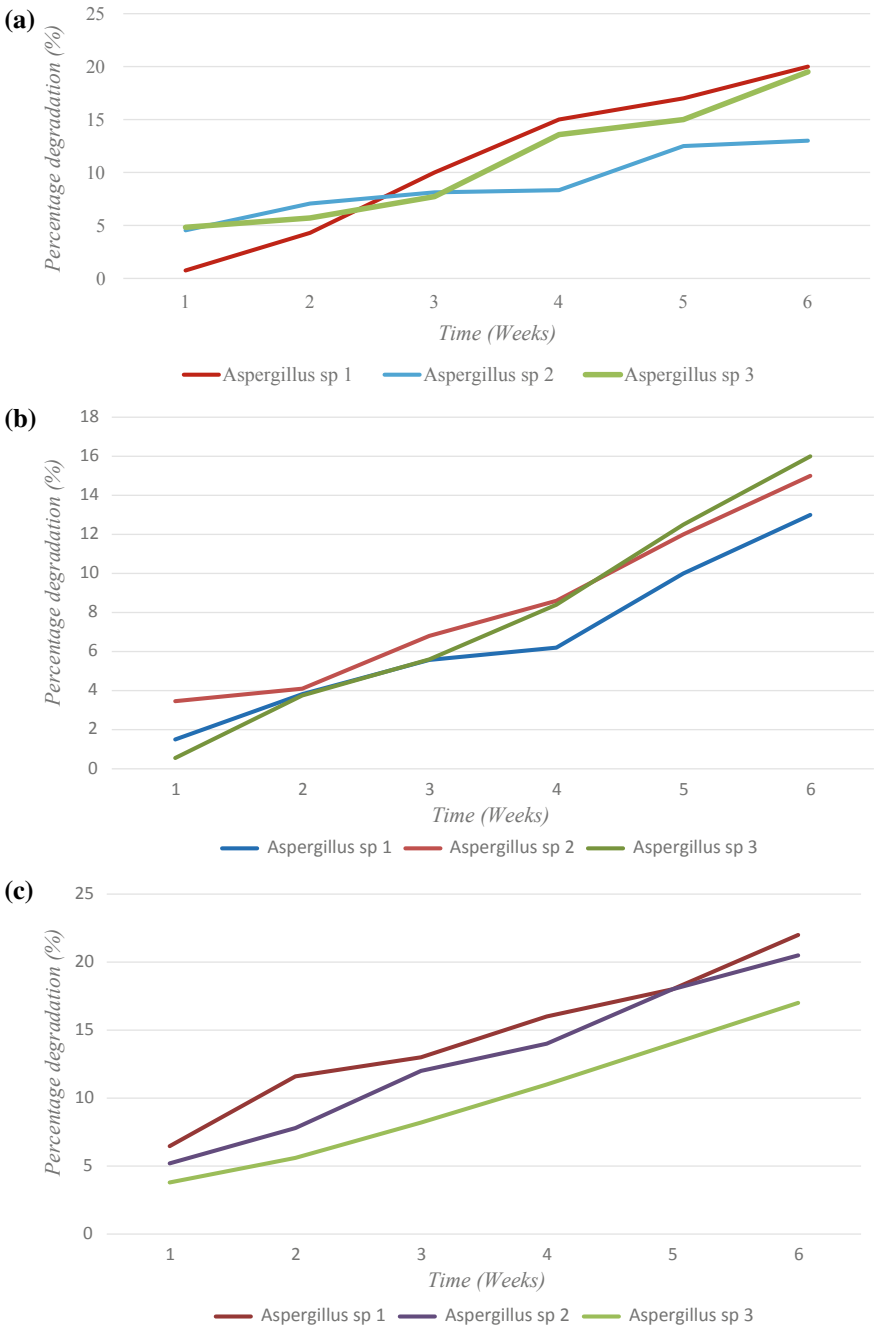 (a)
Percentage degradation (%)
25
20
15
10
5
0
1 2 3 4 5 6
Time (Weeks)
Aspergillus sp 1 Aspergillus sp 2 Aspergillus sp 3
(b)
Percentage degradation (%)
18
16
14
12
10
8
6
4
2
0
1 2 3 4 5 6
Time (Weeks)
Aspergillus sp 1 Aspergillus sp 2 Aspergillus sp 3
(c)
Percentage degradation (%)
25
20
15
10
5
0
1 2 3 4 5 6
Time (Weeks)
Aspergillus sp 1 Aspergillus sp 2 Aspergillus sp 3